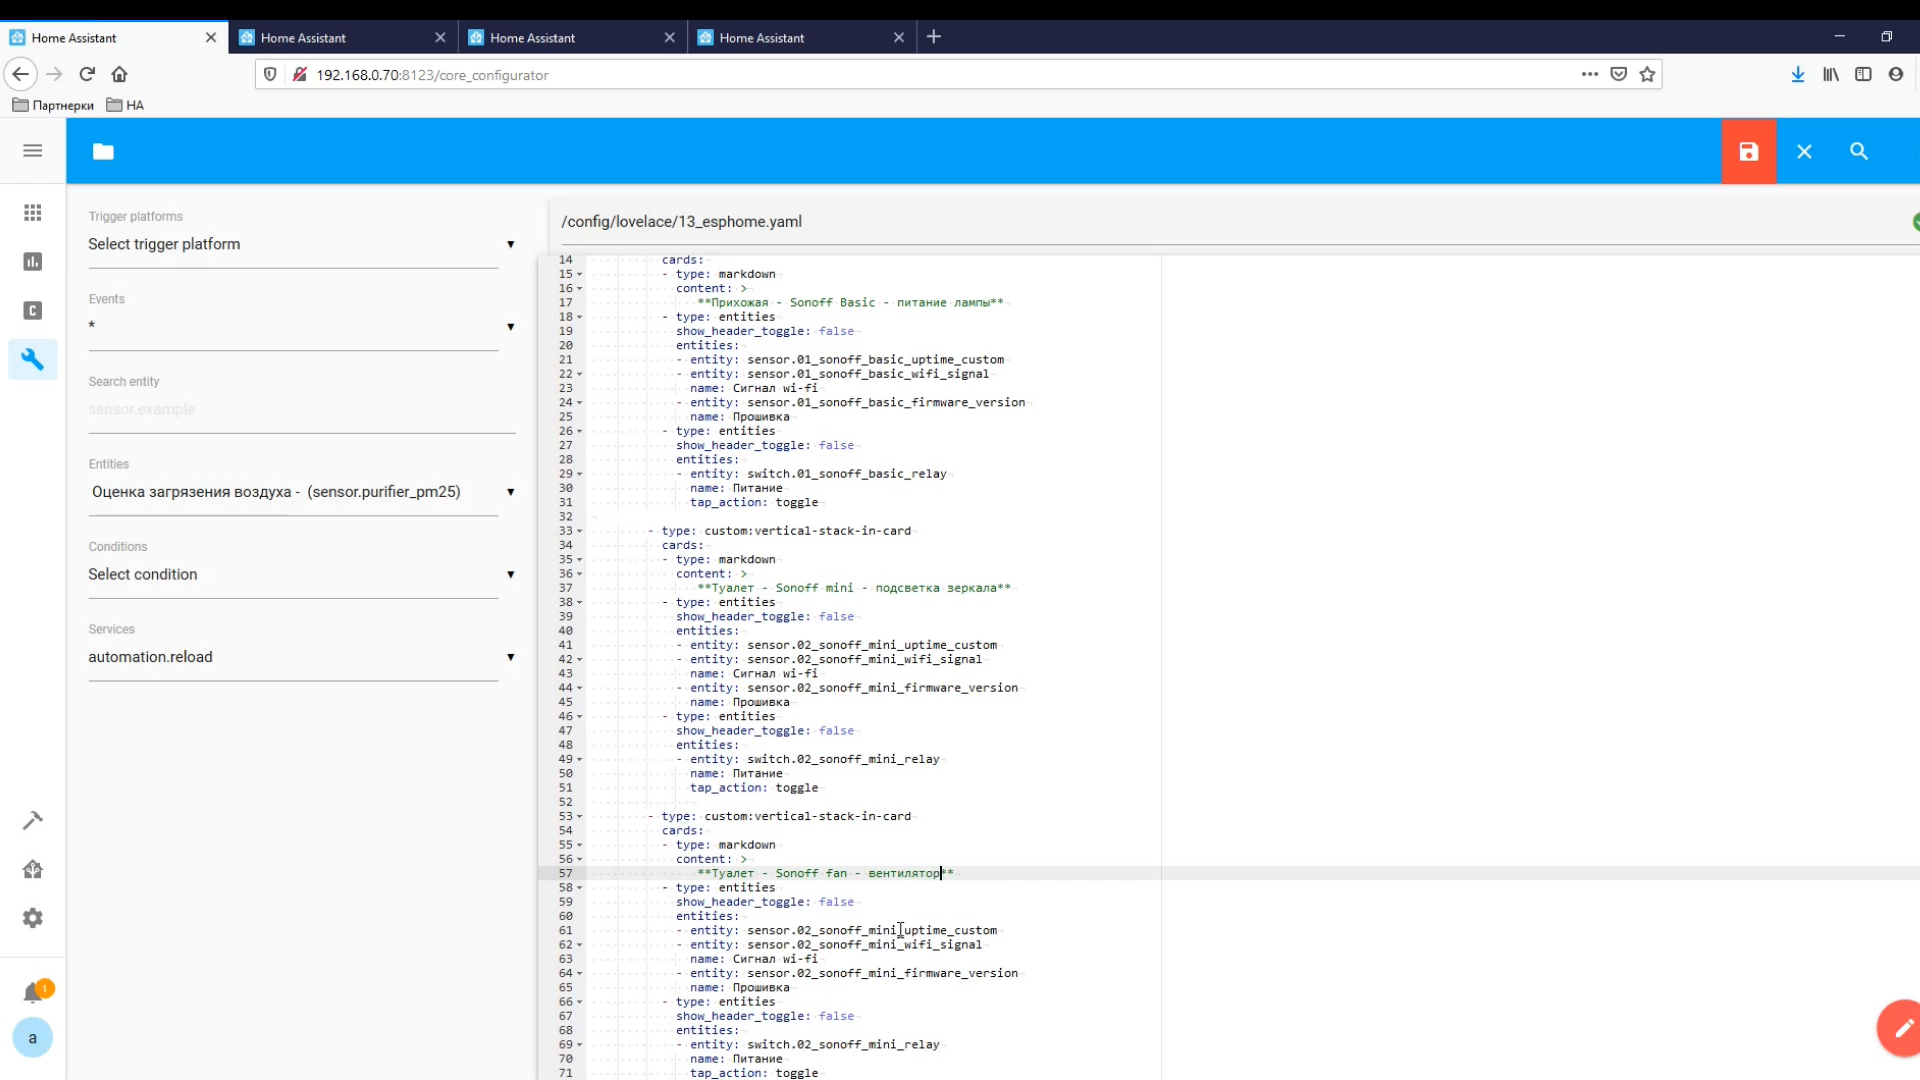 Home Assistant
Home Assistant
Home Assistant
Home Assistant
192.168.0.70:8123/core_configurator
Партнерки
HA
Trigger platforms
Select trigger platform
Events
*
Search entity
sensor.example
Entities
Оценка загрязения воздуха - (sensor.purifier_pm25)
Conditions
Select condition
Services
automation.reload
1
a
/config/lovelace/13_esphome.yaml
14 cards:
15 - type: markdown
16 content: >
17 **Прихожая - Sonoff Basic - питание лампы**
18 - type: entities
19 show_header_toggle: false
20 entities:
21 - entity: sensor.01_sonoff_basic_uptime_custom
22 - entity: sensor.01_sonoff_basic_wifi_signal
23 name: Сигнал wi-fi
24 - entity: sensor.01_sonoff_basic_firmware_version
25 name: Прошивка
26 - type: entities
27 show_header_toggle: false
28 entities:
29 - entity: switch.01_sonoff_basic_relay
30 name: Питание
31 tap_action: toggle
32
33 - type: custom:vertical-stack-in-card
34 cards:
35 - type: markdown
36 content: >
37 **Туалет - Sonoff mini - подсветка зеркала**
38 - type: entities
39 show_header_toggle: false
40 entities:
41 - entity: sensor.02_sonoff_mini_uptime_custom
42 - entity: sensor.02_sonoff_mini_wifi_signal
43 name: Сигнал wi-fi
44 - entity: sensor.02_sonoff_mini_firmware_version
45 name: Прошивка
46 - type: entities
47 show_header_toggle: false
48 entities:
49 - entity: switch.02_sonoff_mini_relay
50 name: Питание
51 tap_action: toggle
52
53 - type: custom:vertical-stack-in-card
54 cards:
55 - type: markdown
56 content: >
57 **Туалет - Sonoff fan - вентилятор**
58 - type: entities
59 show_header_toggle: false
60 entities:
61 - entity: sensor.02_sonoff_mini_uptime_custom
62 - entity: sensor.02_sonoff_mini_wifi_signal
63 name: Сигнал wi-fi
64 - entity: sensor.02_sonoff_mini_firmware_version
65 name: Прошивка
66 - type: entities
67 show_header_toggle: false
68 entities:
69 - entity: switch.02_sonoff_mini_relay
70 name: Питание
71 tap_action: toggle